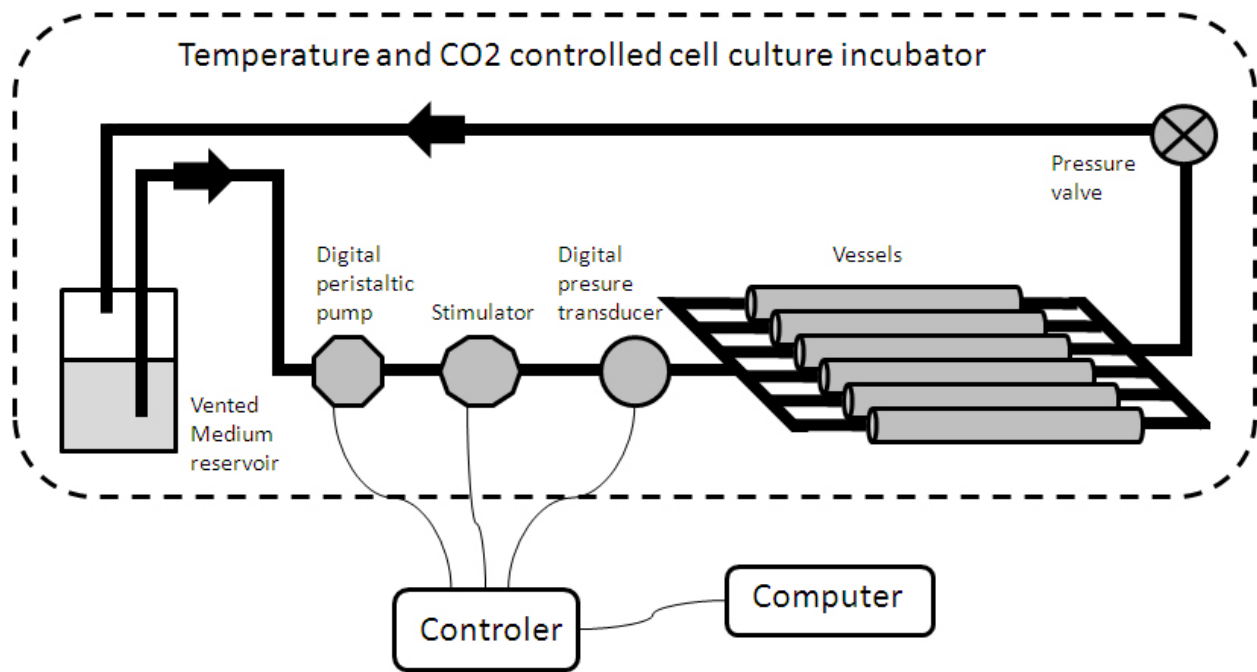 Temperature and CO2 controlled cell culture incubator
Pressure
valve
Digital
peristaltic
pump
Stimulator
Digital
presure
transducer
Vessels
Vented
Medium
reservoir
Controler
Computer